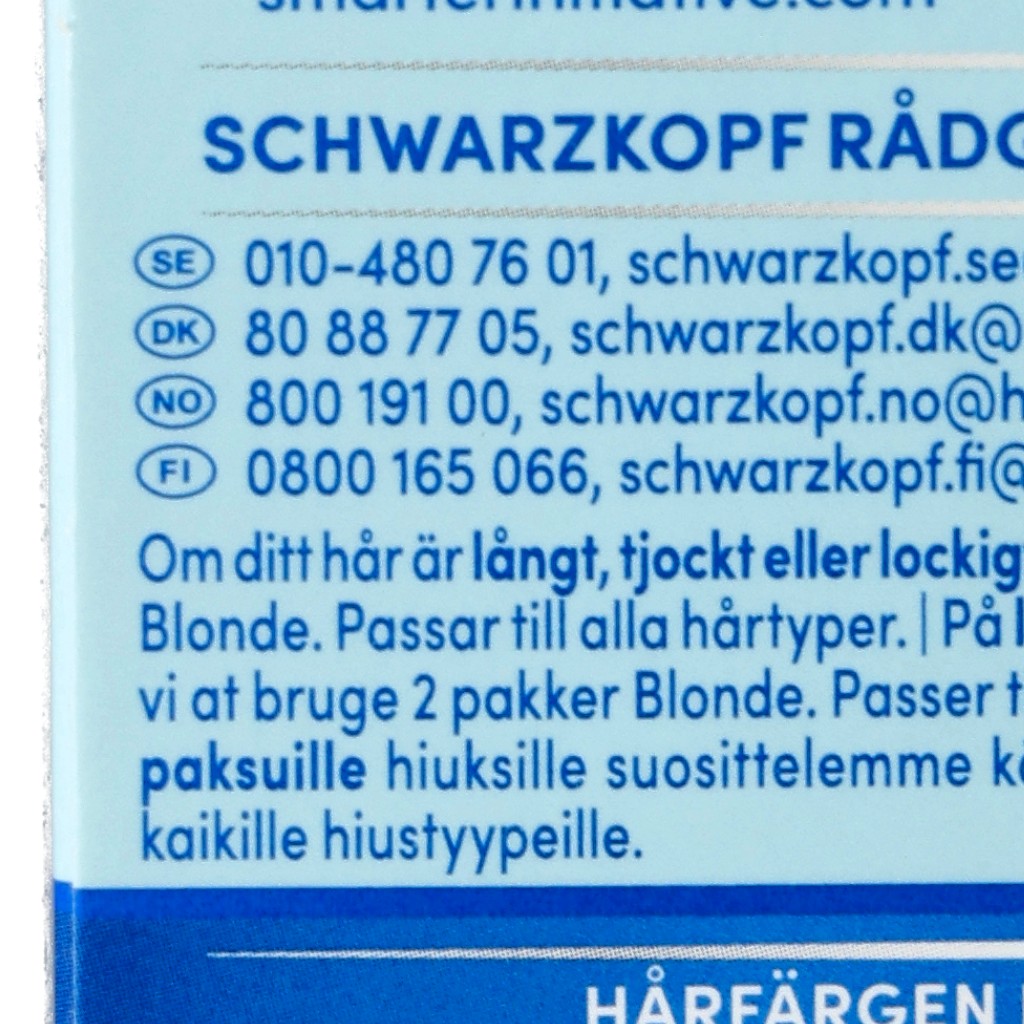 smarterinitiative.com
SCHWARZKOPF
SE 010-480 76 01, schwarzkopf.se
DK 80 88 77 05, schwarzkopf.dk@
NO 800 191 00, schwarzkopf.no@h
FI 0800 165 066, schwarzkopf.fi@
Om ditt hår är långt, tjockt eller lockig
Blonde. Passar till alla hårtyper. | På
vi at bruge 2 pakker Blonde. Passer t
paksuille hiuksille suosittelemme
kaikille hiustyypeille.
HÅRFÄRGEN